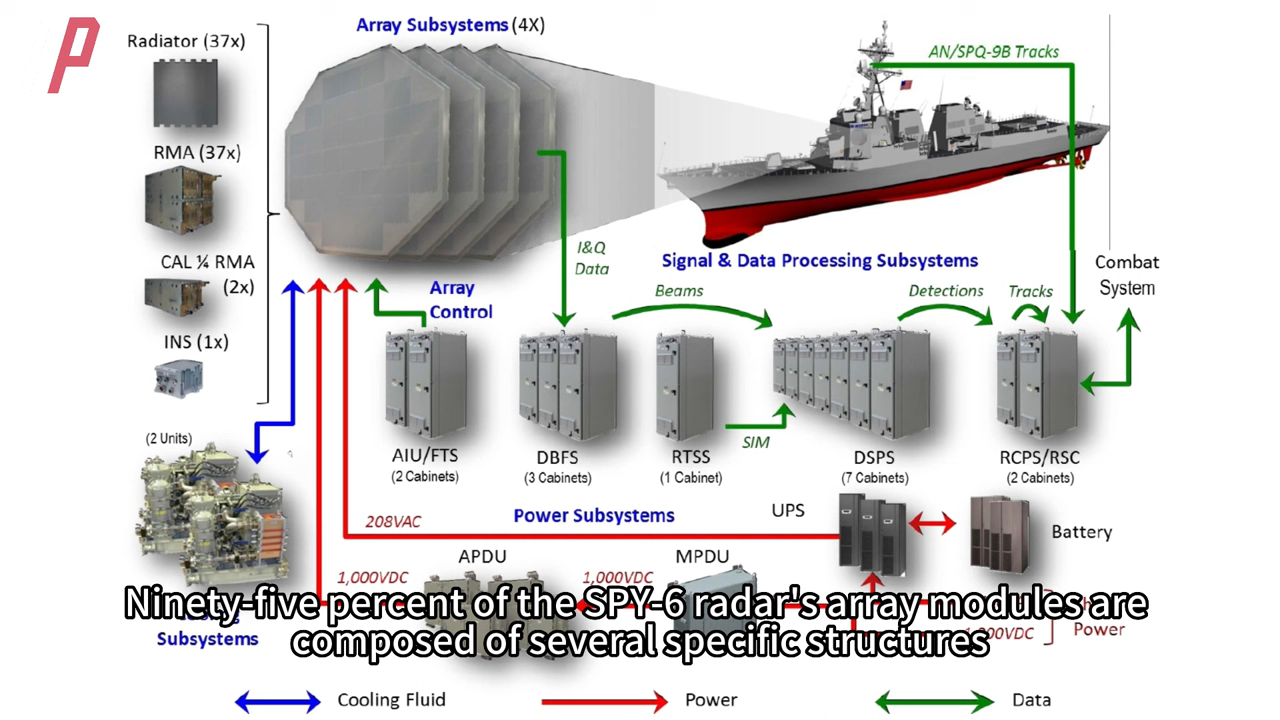 P
Array Subsystems (4X)
Radiator (37x)
AN/SPQ-9B Tracks
RMA (37x)
I&Q
Data
Signal & Data Processing Subsystems
Combat
System
CAL ¼ RMA
(2x)
Array
Control
Beams
Detections
Tracks
INS (1x)
SIM
(2 Units)
AIU/FTS
(2 Cabinets)
DBFS
(3 Cabinets)
RTSS
(1 Cabinet)
DSPS
(7 Cabinets)
RCPS/RSC
(2 Cabinets)
208VAC
Power Subsystems
UPS
Battery
APDU
MPDU
1,000VDC
1,000VDC
Power
Subsystems
Ninety-five percent of the SPY-6 radar's array modules are
composed of several specific structures
Cooling Fluid
Power
Data